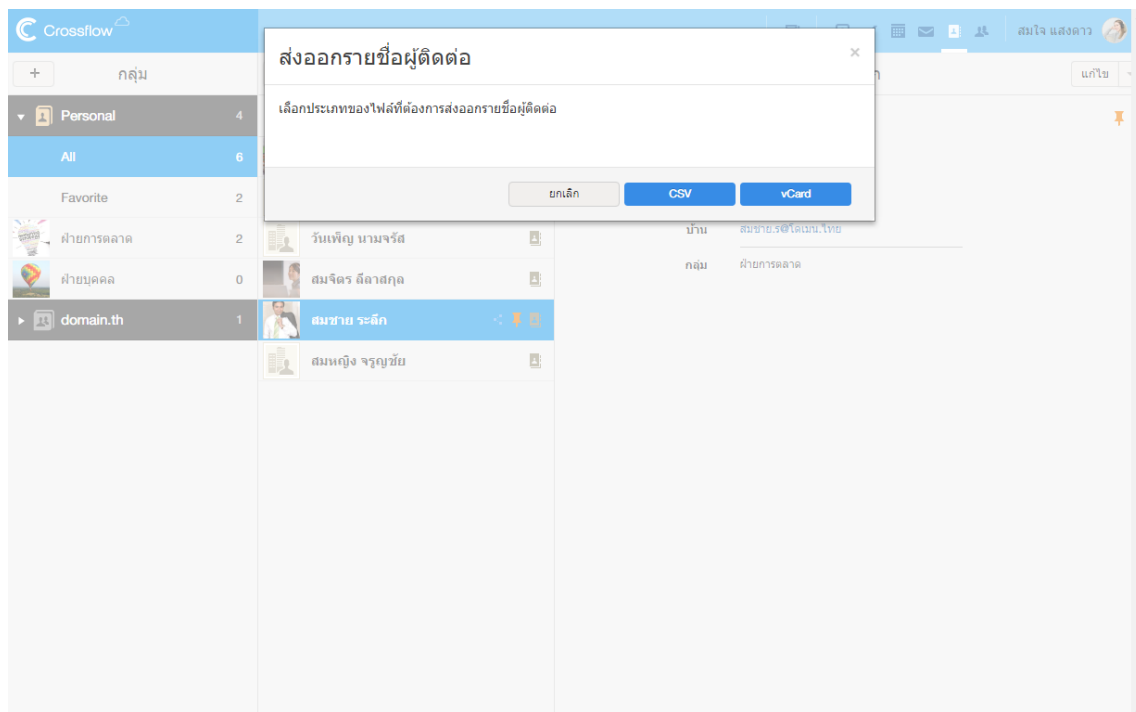 Crossflow
สมใจ แสงดาว
+ กลุ่ม
แก้ไข
ส่งออกรายชื่อผู้ติดต่อ ×
เลือกประเภทของไฟล์ที่ต้องการส่งออกรายชื่อผู้ติดต่อ
ยกเลิก CSV vCard
Personal 4
All 6
Favorite 2
ฝ่ายการตลาด 2
ฝ่ายบุคคล 0
domain.th 1
วันเพ็ญ นามจรัส
สมจิตร ลีลาสกุล
สมชาย ระลึก
สมหญิง จรูญชัย
บ้าน สมชาย.ร@โดเมน.ไทย
กลุ่ม ฝ่ายการตลาด